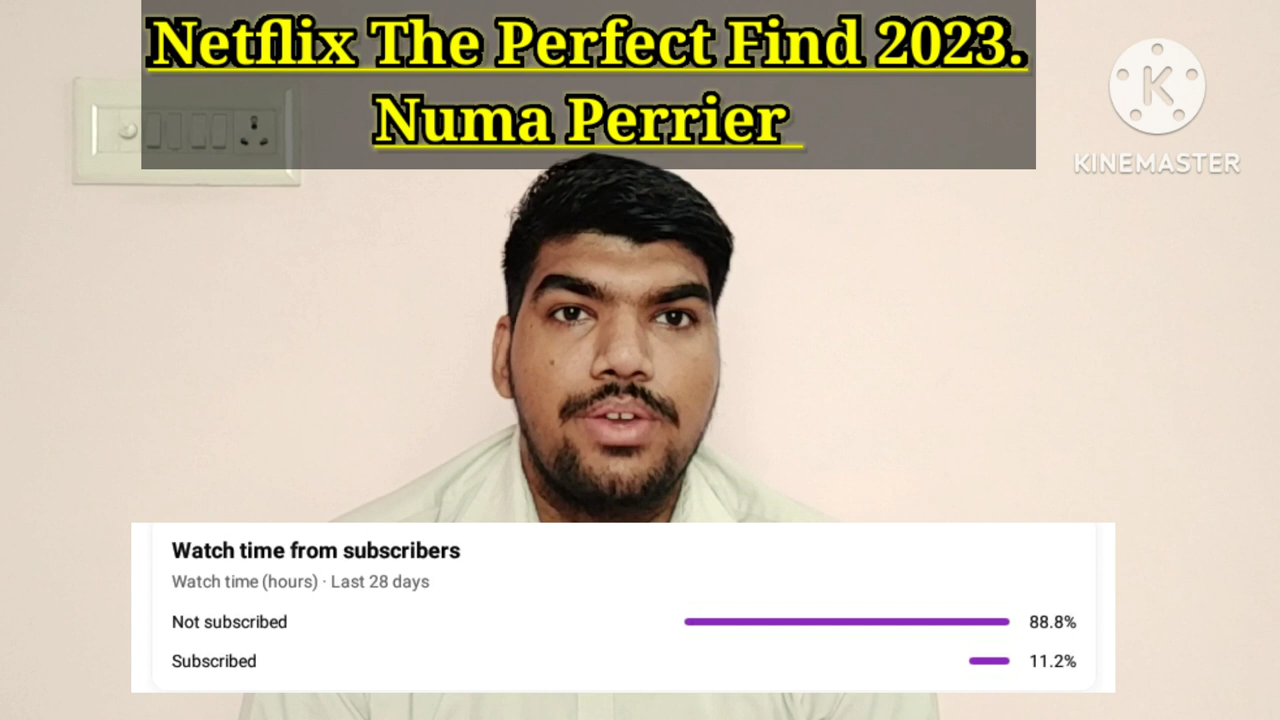 Netflix The Perfect Find 2023.
Numa Perrier
K
KINEMASTER
Watch time from subscribers
Watch time (hours) · Last 28 days
Not subscribed 88.8%
Subscribed 11.2%